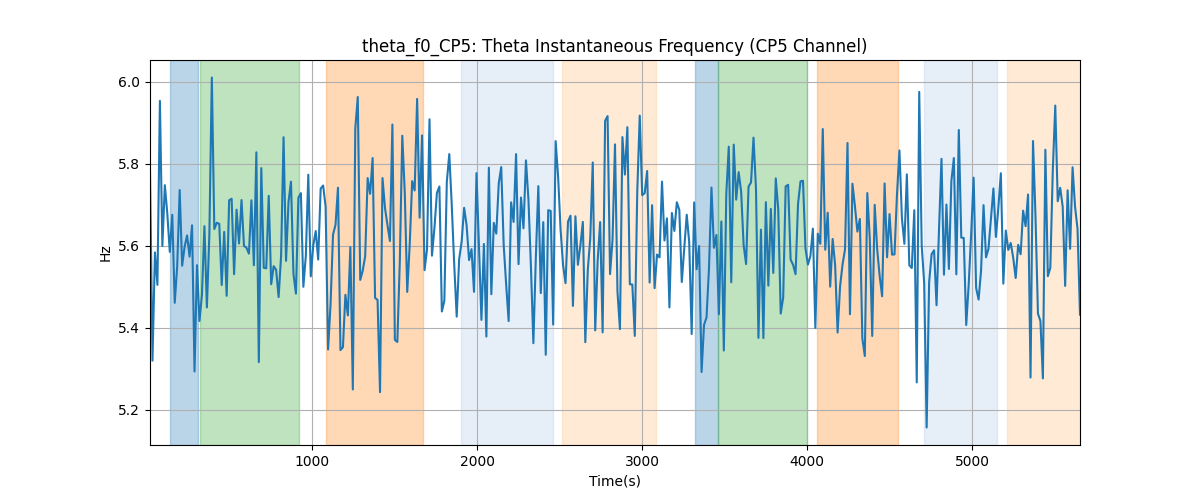 theta_f0_CP5: Theta Instantaneous Frequency (CP5 Channel)
6.0
5.8
5.6
5.4
5.2
Hz
1000 2000 3000 4000 5000
Time(s)